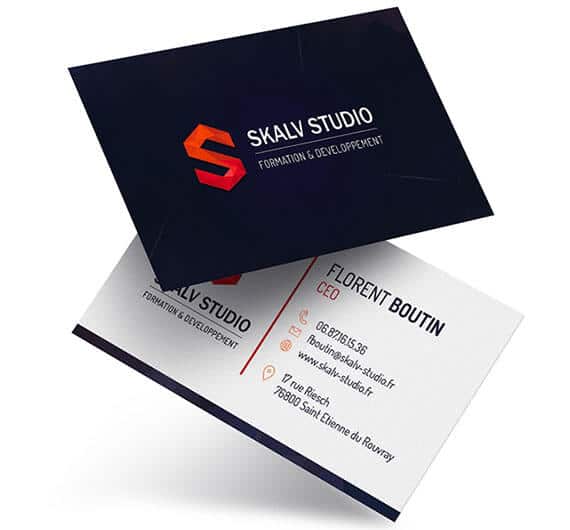 SKALV STUDIO
FORMATION & DEVELOPPEMENT
SKALV STUDIO
FORMATION & DEVELOPPEMENT
FLORENT BOUTIN
CEO
06.87.16.15.36
fboutin@skalv-studio.fr
www.skalv-studio.fr
17 rue Riesch
76800 Saint Etienne du Rouvray